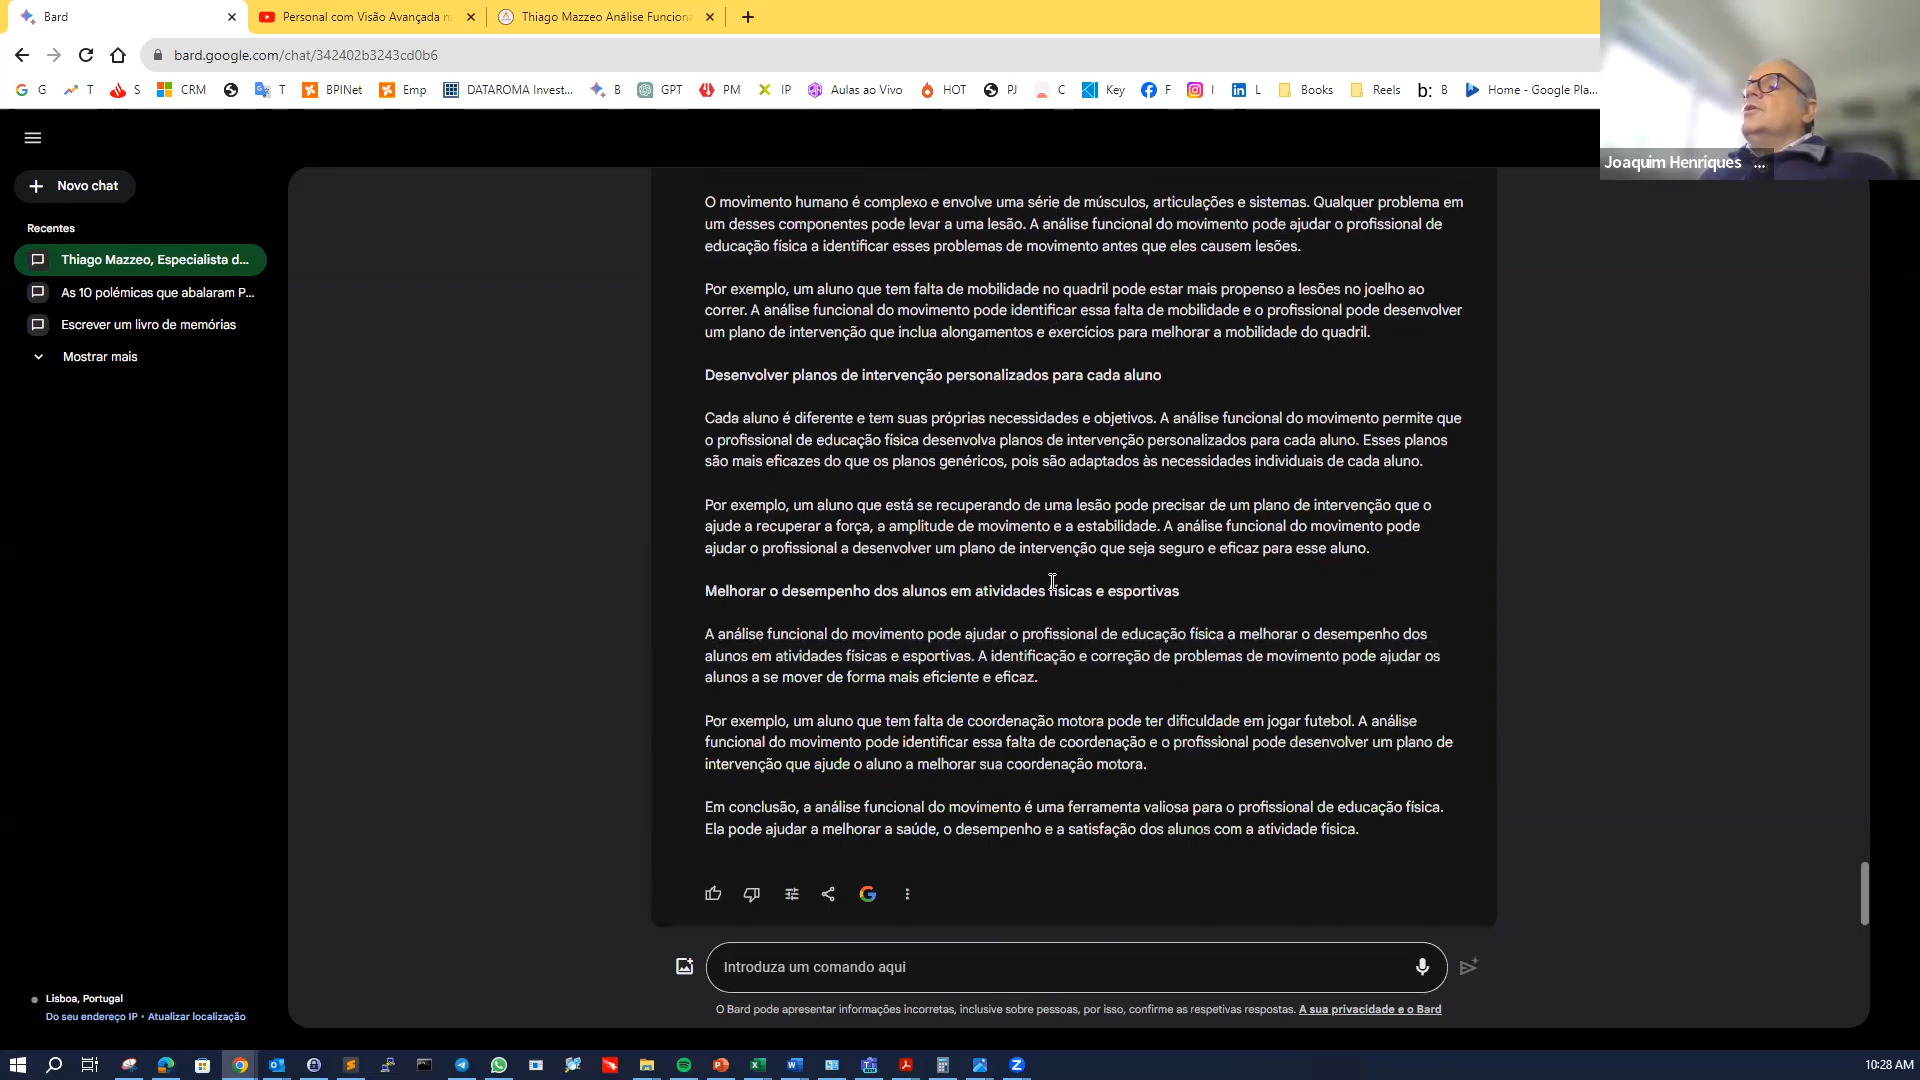 Bard
Personal com Visão Avançada n
Thiago Mazzeo Análise Funciona
bard.google.com/chat/342402b3243cd0b6
G
T
S
CRM
T
BPINet
Emp
DATAROMA Invest...
B
GPT
PM
IP
Aulas ao Vivo
HOT
PJ
C
Key
F
I
L
Books
Reels
b: B
Home - Google Pla...
Joaquim Henriques ...
Novo chat
Recentes
Thiago Mazzeo, Especialista d...
As 10 polémicas que abalaram P...
Escrever um livro de memórias
Mostrar mais
O movimento humano é complexo e envolve uma série de músculos, articulações e sistemas. Qualquer problema em
um desses componentes pode levar a uma lesão. A análise funcional do movimento pode ajudar o profissional de
educação física a identificar esses problemas de movimento antes que eles causem lesões.
Por exemplo, um aluno que tem falta de mobilidade no quadril pode estar mais propenso a lesões no joelho ao
correr. A análise funcional do movimento pode identificar essa falta de mobilidade e o profissional pode desenvolver
um plano de intervenção que inclua alongamentos e exercícios para melhorar a mobilidade do quadril.
Desenvolver planos de intervenção personalizados para cada aluno
Cada aluno é diferente e tem suas próprias necessidades e objetivos. A análise funcional do movimento permite que
o profissional de educação física desenvolva planos de intervenção personalizados para cada aluno. Esses planos
são mais eficazes do que os planos genéricos, pois são adaptados às necessidades individuais de cada aluno.
Por exemplo, um aluno que está se recuperando de uma lesão pode precisar de um plano de intervenção que o
ajude a recuperar a força, a amplitude de movimento e a estabilidade. A análise funcional do movimento pode
ajudar o profissional a desenvolver um plano de intervenção que seja seguro e eficaz para esse aluno.
Melhorar o desempenho dos alunos em atividades físicas e esportivas
A análise funcional do movimento pode ajudar o profissional de educação física a melhorar o desempenho dos
alunos em atividades físicas e esportivas. A identificação e correção de problemas de movimento pode ajudar os
alunos a se mover de forma mais eficiente e eficaz.
Por exemplo, um aluno que tem falta de coordenação motora pode ter dificuldade em jogar futebol. A análise
funcional do movimento pode identificar essa falta de coordenação e o profissional pode desenvolver um plano de
intervenção que ajude o aluno a melhorar sua coordenação motora.
Em conclusão, a análise funcional do movimento é uma ferramenta valiosa para o profissional de educação física.
Ela pode ajudar a melhorar a saúde, o desempenho e a satisfação dos alunos com a atividade física.
Introduza um comando aqui
O Bard pode apresentar informações incorretas, inclusive sobre pessoas, por isso, confirme as respetivas respostas. A sua privacidade e o Bard
Lisboa, Portugal
Do seu endereço IP • Atualizar localização
10:28 AM